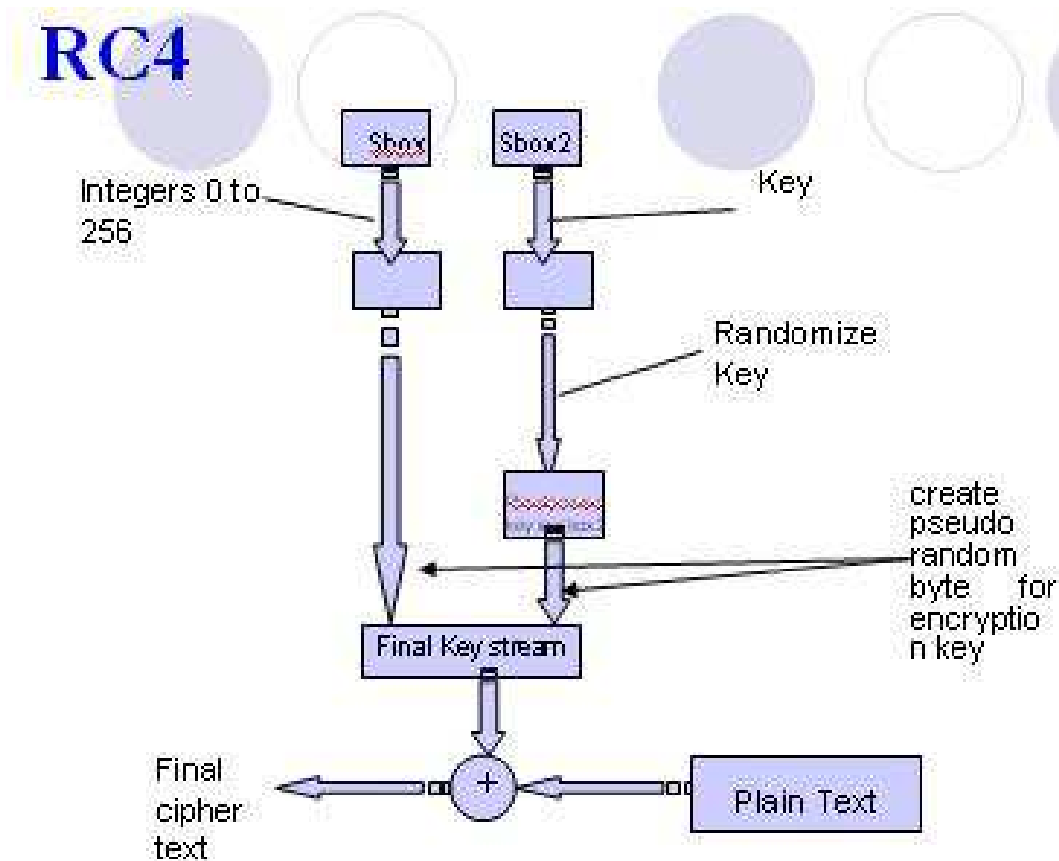 RC4
Sbox
Sbox2
Integers 0 to
256
Key
Randomize
Key
create
pseudo
random
byte for
encryptio
n key
Final Key stream
Final
cipher
text
+
Plain Text